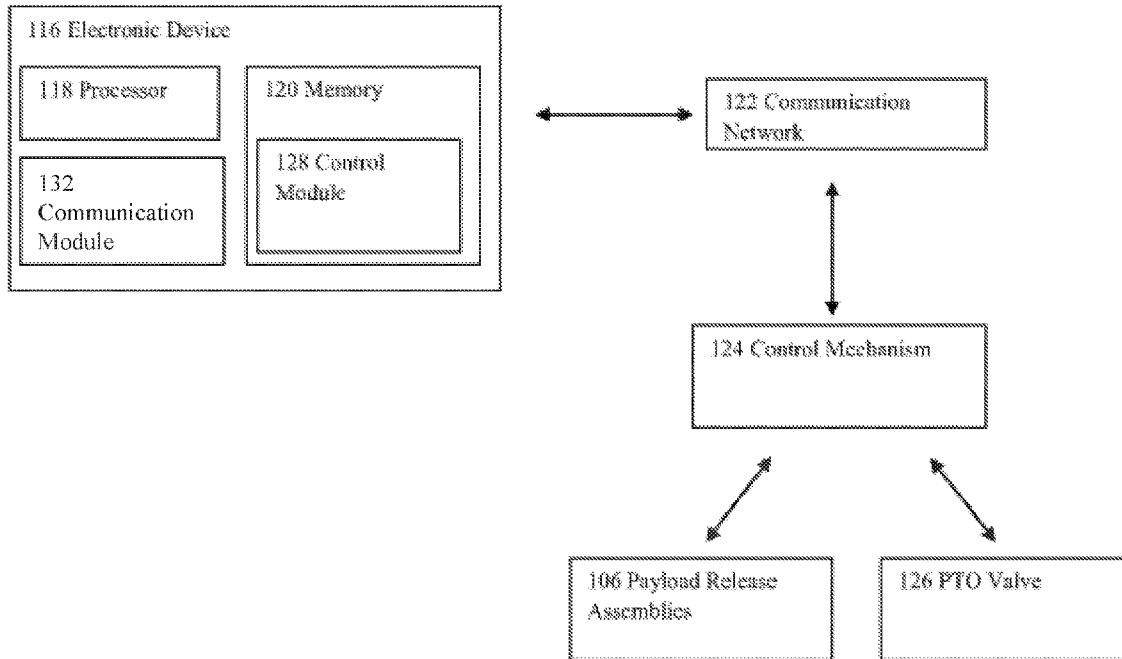 116 Electronic Device
118 Processor
120 Memory
128 Control
Module
132
Communication
Module
122 Communication
Network
124 Control Mechanism
106 Payload Release
Assemblies
126 PTO Valve